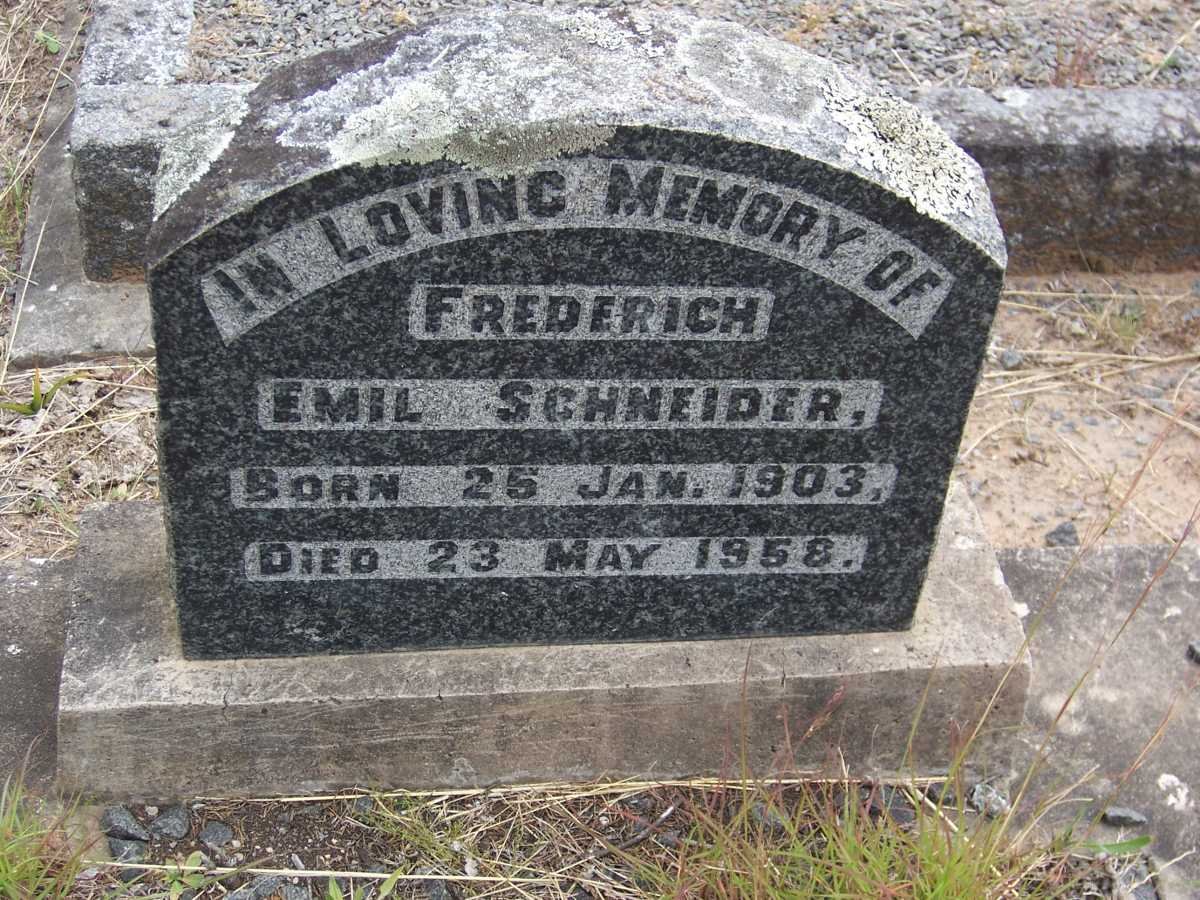 In Loving Memory of
Frederich
Emil Schneider,
Born 25 Jan. 1903,
Died 23 May 1958.